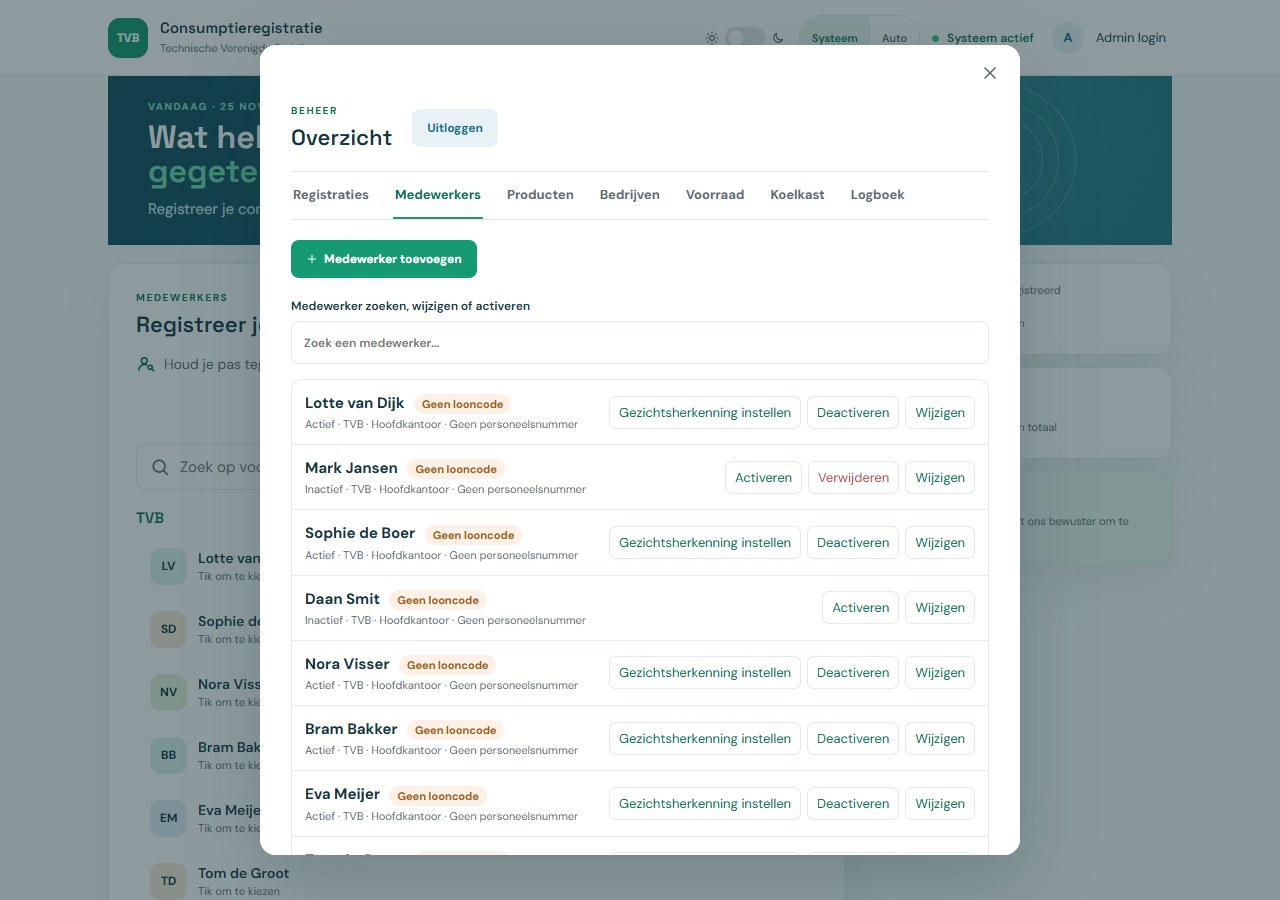 TVB
Consumptieregistratie
Systeem
Auto
Systeem actief
A
Admin login
VANDAAG · 25 NOV
Wat heb
gegete
Registreer je con
BEHEER
Overzicht
Uitloggen
Registraties
Medewerkers
Producten
Bedrijven
Voorraad
Koelkast
Logboek
+ Medewerker toevoegen
Medewerker zoeken, wijzigen of activeren
Zoek een medewerker...
Lotte van Dijk Geen looncode
Actief · TVB · Hoofdkantoor · Geen personeelsnummer
Gezichtsherkenning instellen Deactiveren Wijzigen
Mark Jansen Geen looncode
Inactief · TVB · Hoofdkantoor · Geen personeelsnummer
Activeren Verwijderen Wijzigen
Sophie de Boer Geen looncode
Actief · TVB · Hoofdkantoor · Geen personeelsnummer
Gezichtsherkenning instellen Deactiveren Wijzigen
Daan Smit Geen looncode
Inactief · TVB · Hoofdkantoor · Geen personeelsnummer
Activeren Wijzigen
Nora Visser Geen looncode
Actief · TVB · Hoofdkantoor · Geen personeelsnummer
Gezichtsherkenning instellen Deactiveren Wijzigen
Bram Bakker Geen looncode
Actief · TVB · Hoofdkantoor · Geen personeelsnummer
Gezichtsherkenning instellen Deactiveren Wijzigen
Eva Meijer Geen looncode
Actief · TVB · Hoofdkantoor · Geen personeelsnummer
Gezichtsherkenning instellen Deactiveren Wijzigen
MEDEWERKERS
Registreer je
Houd je pas teg
Zoek op voo
TVB
LV
Lotte van
Tik om te kie
SD
Sophie de
Tik om te kie
NV
Nora Viss
Tik om te kie
BB
Bram Bak
Tik om te kie
EM
Eva Meije
Tik om te kie
TD
Tom de Groot
Tik om te kiezen
gistreerd
n
n totaal
t ons bewuster om te